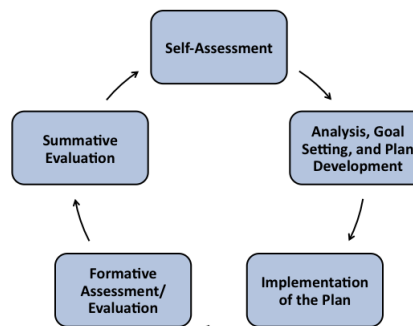 Self-Assessment
Analysis, Goal
Setting, and Plan
Development
Implementation
of the Plan
Formative
Assessment/
Evaluation
Summative
Evaluation